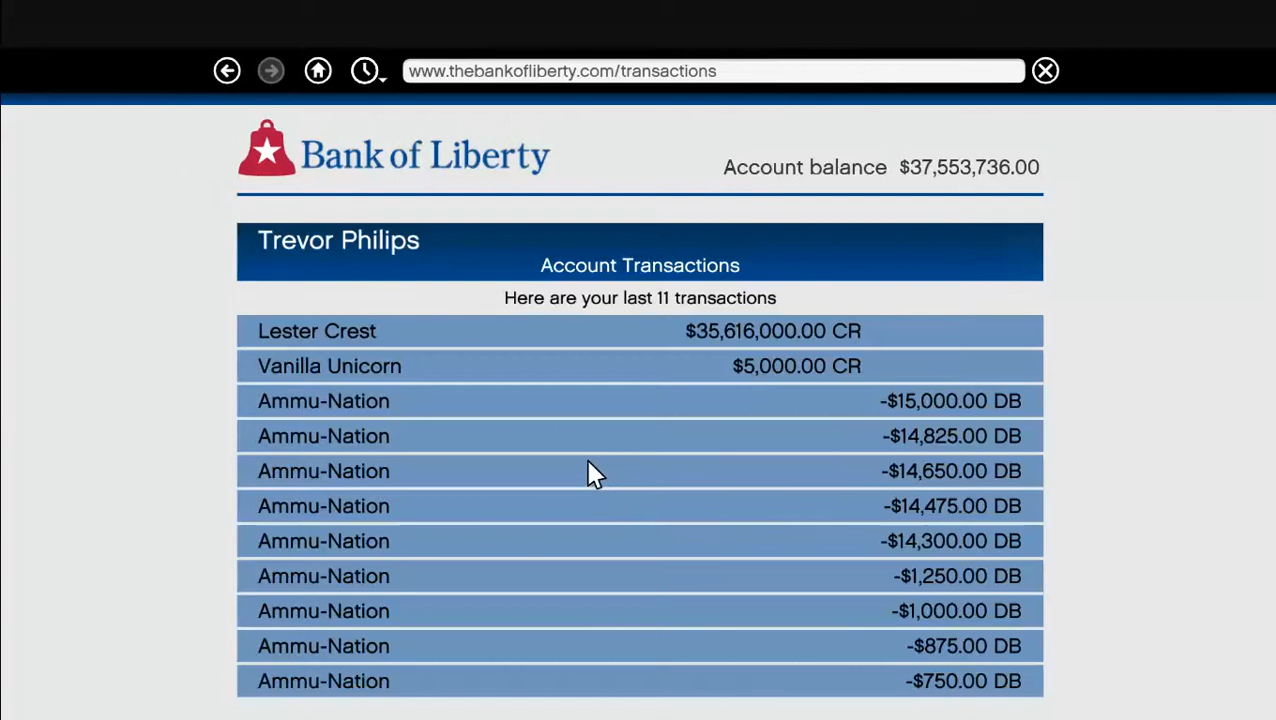 www.thebankofliberty.com/transactions
Bank of Liberty
Account balance $37,553,736.00
Trevor Philips
Account Transactions
Here are your last 11 transactions
Lester Crest $35,616,000.00 CR
Vanilla Unicorn $5,000.00 CR
Ammu-Nation -$15,000.00 DB
Ammu-Nation -$14,825.00 DB
Ammu-Nation -$14,650.00 DB
Ammu-Nation -$14,475.00 DB
Ammu-Nation -$14,300.00 DB
Ammu-Nation -$1,250.00 DB
Ammu-Nation -$1,000.00 DB
Ammu-Nation -$875.00 DB
Ammu-Nation -$750.00 DB